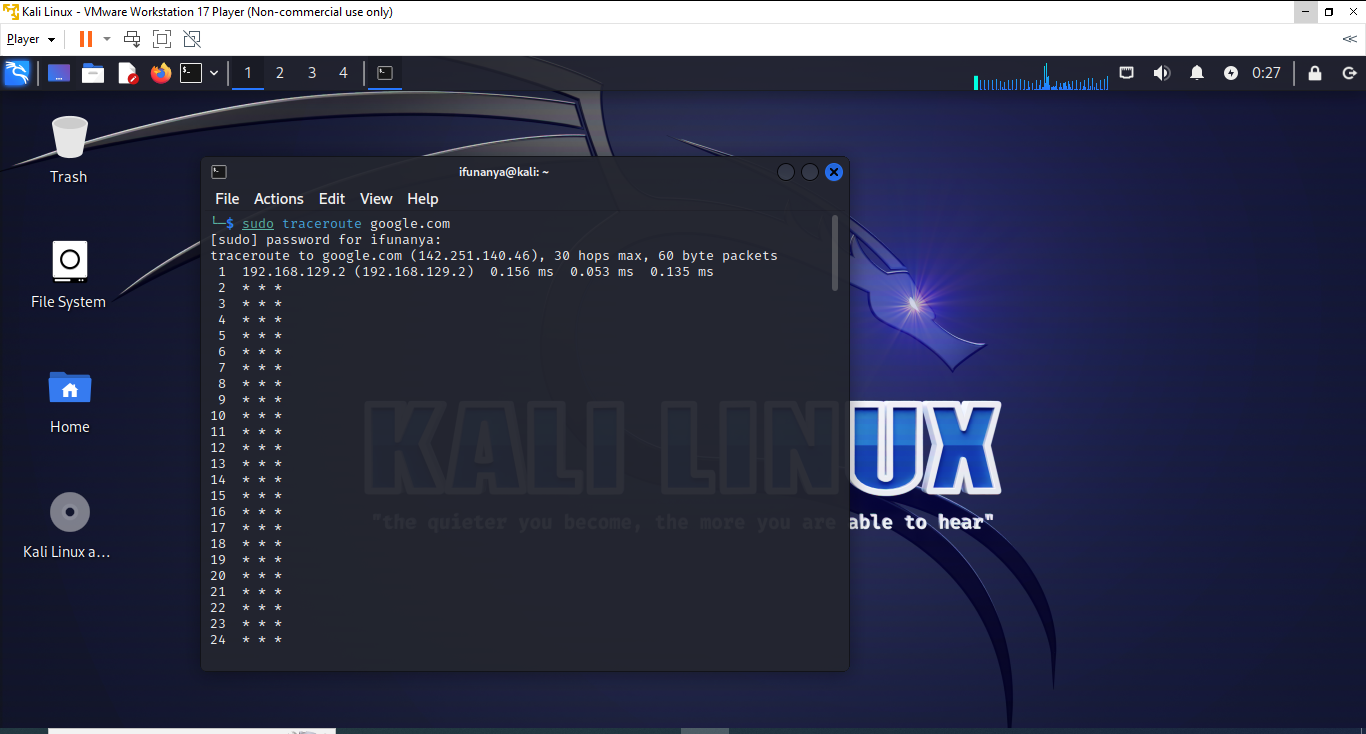 Kali Linux - VMware Workstation 17 Player (Non-commercial use only)
Player
1 2 3 4
0:27
Trash
File System
Home
Kali Linux a...
ifunanya@kali: ~
File Actions Edit View Help
└─$ sudo traceroute google.com
[sudo] password for ifunanya:
traceroute to google.com (142.251.140.46), 30 hops max, 60 byte packets
1 192.168.129.2 (192.168.129.2) 0.156 ms 0.053 ms 0.135 ms
2 * * *
3 * * *
4 * * *
5 * * *
6 * * *
7 * * *
8 * * *
9 * * *
10 * * *
11 * * *
12 * * *
13 * * *
14 * * *
15 * * *
16 * * *
17 * * *
18 * * *
19 * * *
20 * * *
21 * * *
22 * * *
23 * * *
24 * * *
KALI LINUX
"the quieter you become, the more you are able to hear"